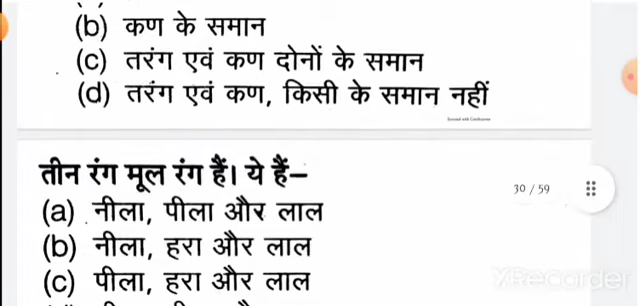 (b) कण के समान
(c) तरंग एवं कण दोनों के समान
(d) तरंग एवं कण, किसी के समान नहीं
तीन रंग मूल रंग हैं। ये हैं–
30 / 59
(a) नीला, पीला और लाल
(b) नीला, हरा और लाल
(c) पीला, हरा और लाल
XRecorder